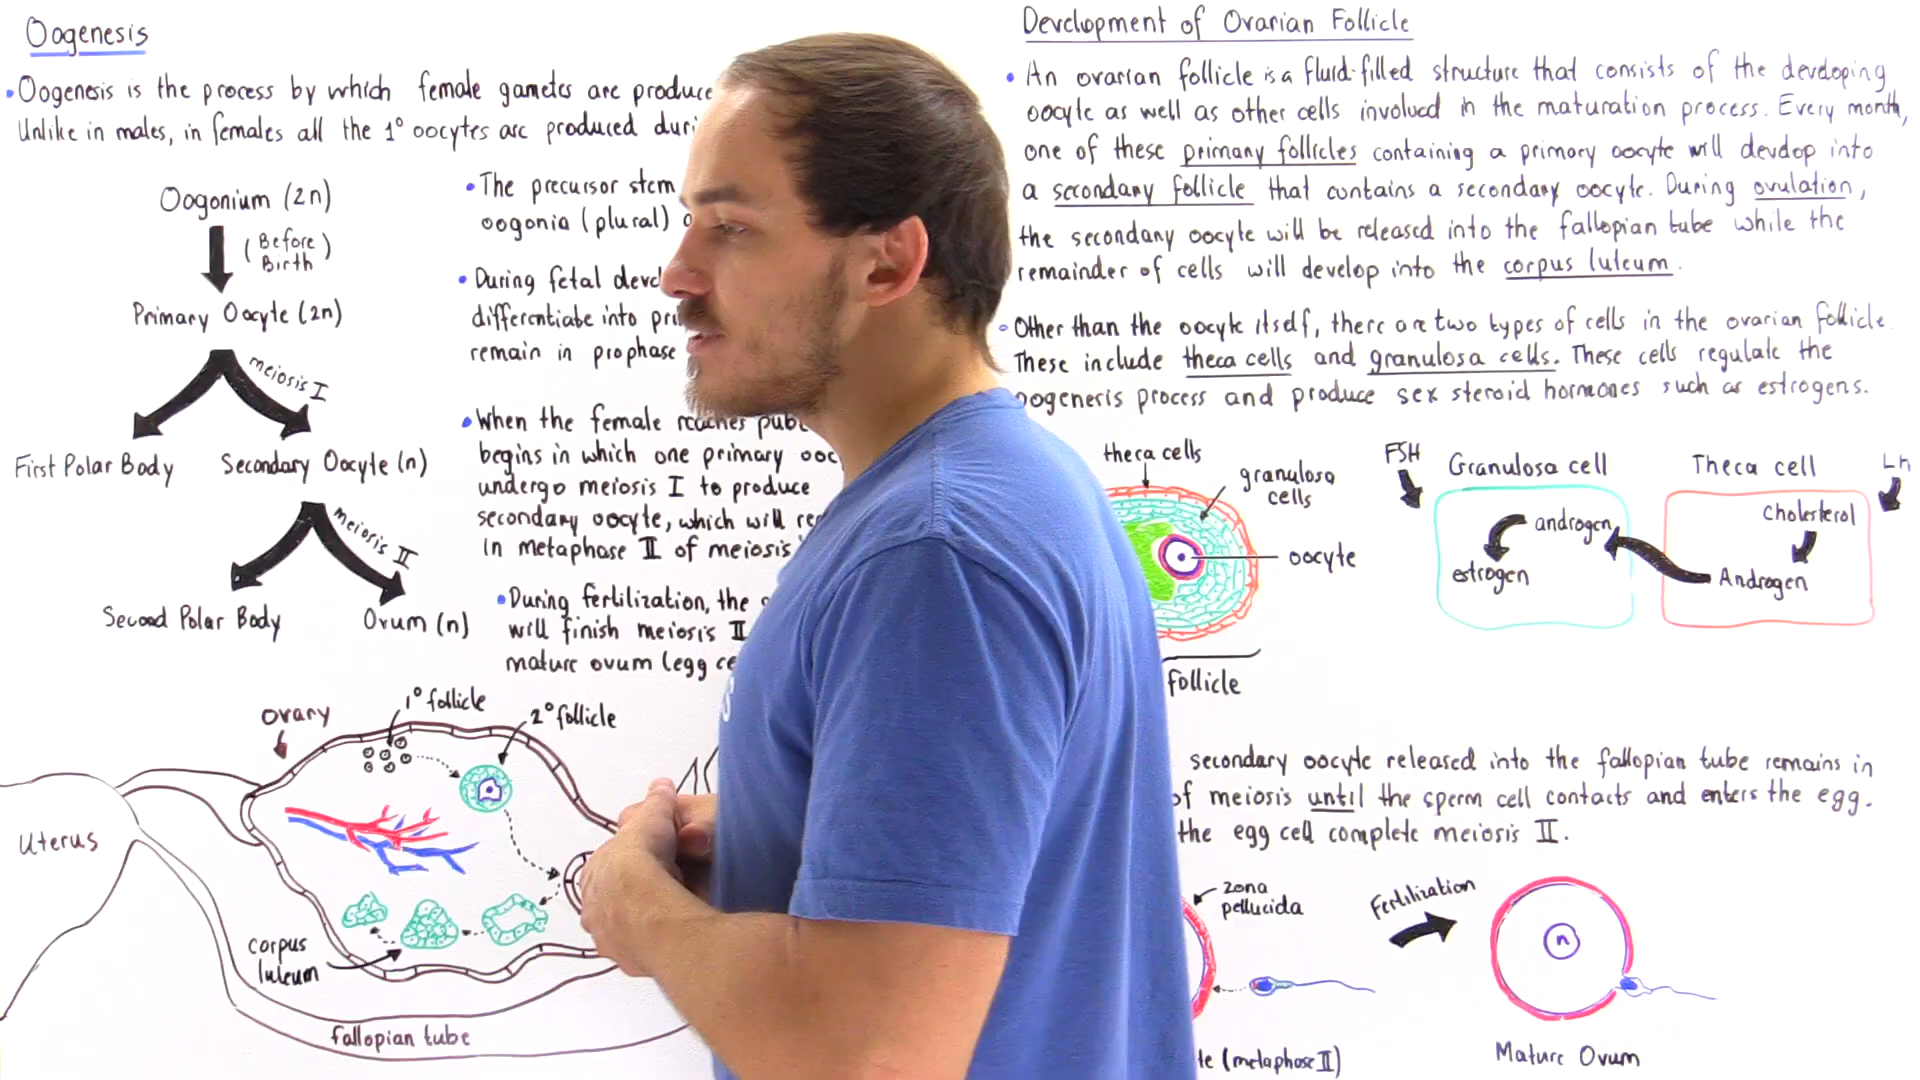 Oogenesis
• Oogenesis is the process by which female gametes are produce
Unlike in males, in females all the 1° oocytes are produced duri
Oogonium (2n)
(Before Birth)
Primary Oocyte (2n)
meiosis I
First Polar Body
Secondary Oocyte (n)
meiosis II
Second Polar Body
Ovum (n)
• The precursor stem
oogonia (plural)
• During fetal deve
differentiate into pri
remain in prophase
• When the female reaches pube
begins in which one primary ooc
undergo meiosis I to produce
secondary oocyte, which will re
in metaphase II of meiosis
• During fertilization, the
will finish meiosis II
mature ovum (egg ce
ovary
1° follicle
2° follicle
uterus
corpus
luteum
fallopian tube
Development of Ovarian Follicle
• An ovarian follicle is a fluid-filled structure that consists of the developing
oocyte as well as other cells involved in the maturation process. Every month,
one of these primary follicles containing a primary oocyte will develop into
a secondary follicle that contains a secondary oocyte. During ovulation,
the secondary oocyte will be released into the fallopian tube while the
remainder of cells will develop into the corpus luteum.
• Other than the oocyte itself, there are two types of cells in the ovarian follicle.
These include theca cells and granulosa cells. These cells regulate the
oogenesis process and produce sex steroid hormones such as estrogens.
theca cells
granulosa
cells
oocyte
follicle
FSH
Granulosa cell
androgen
estrogen
Theca cell
LH
cholesterol
Androgen
secondary oocyte released into the fallopian tube remains in
of meiosis until the sperm cell contacts and enters the egg.
the egg cell complete meiosis II.
zona
pellucida
te (metaphase II)
Fertilization
n
Mature Ovum